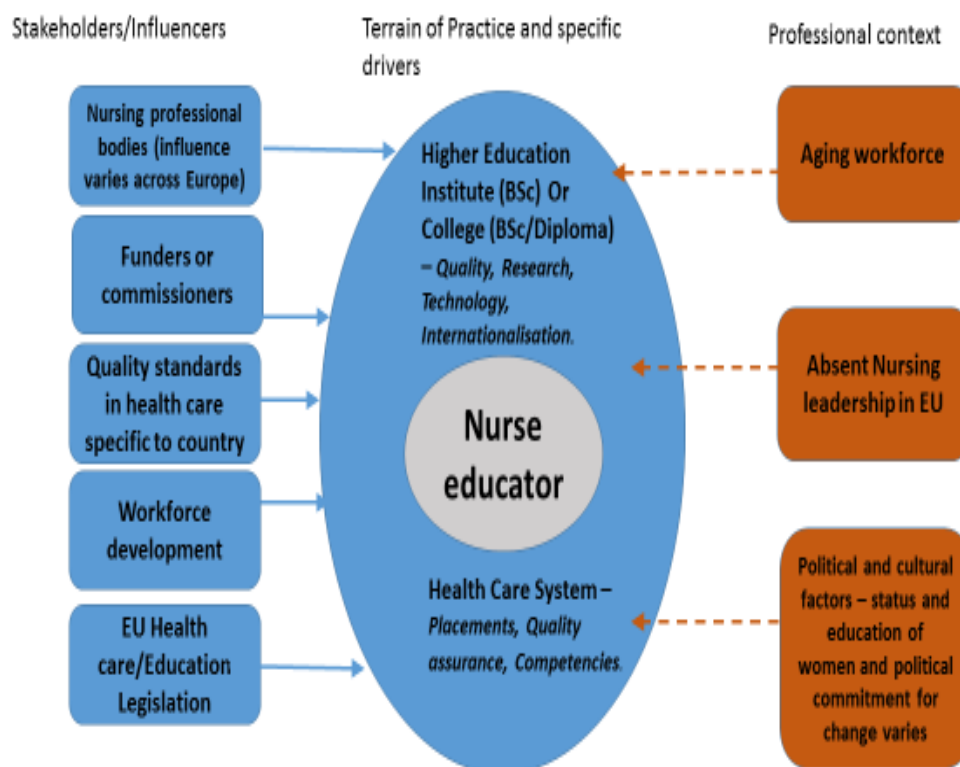 Stakeholders/Influencers
Terrain of Practice and specific
drivers
Professional context
Nursing professional
bodies (influence
varies across Europe)
Funders or
commissioners
Quality standards
in health care
specific to country
Workforce
development
EU Health
care/Education
Legislation
Higher Education
Institute (BSc) Or
College (BSc/Diploma)
– Quality, Research,
Technology,
Internationalisation.
Nurse
educator
Health Care System –
Placements, Quality
assurance, Competencies.
Aging workforce
Absent Nursing
leadership in EU
Political and cultural
factors – status and
education of
women and political
commitment for
change varies